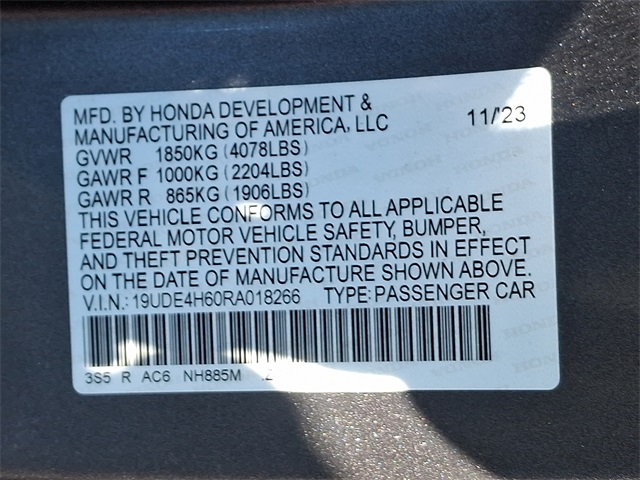 MFD. BY HONDA DEVELOPMENT &
MANUFACTURING OF AMERICA, LLC 11/'23
GVWR 1850KG (4078LBS)
GAWR F 1000KG (2204LBS)
GAWR R 865KG (1906LBS)
THIS VEHICLE CONFORMS TO ALL APPLICABLE
FEDERAL MOTOR VEHICLE SAFETY, BUMPER,
AND THEFT PREVENTION STANDARDS IN EFFECT
ON THE DATE OF MANUFACTURE SHOWN ABOVE.
V.I.N.: 19UDE4H60RA018266 TYPE: PASSENGER CAR
3S5 R AC6 NH885M